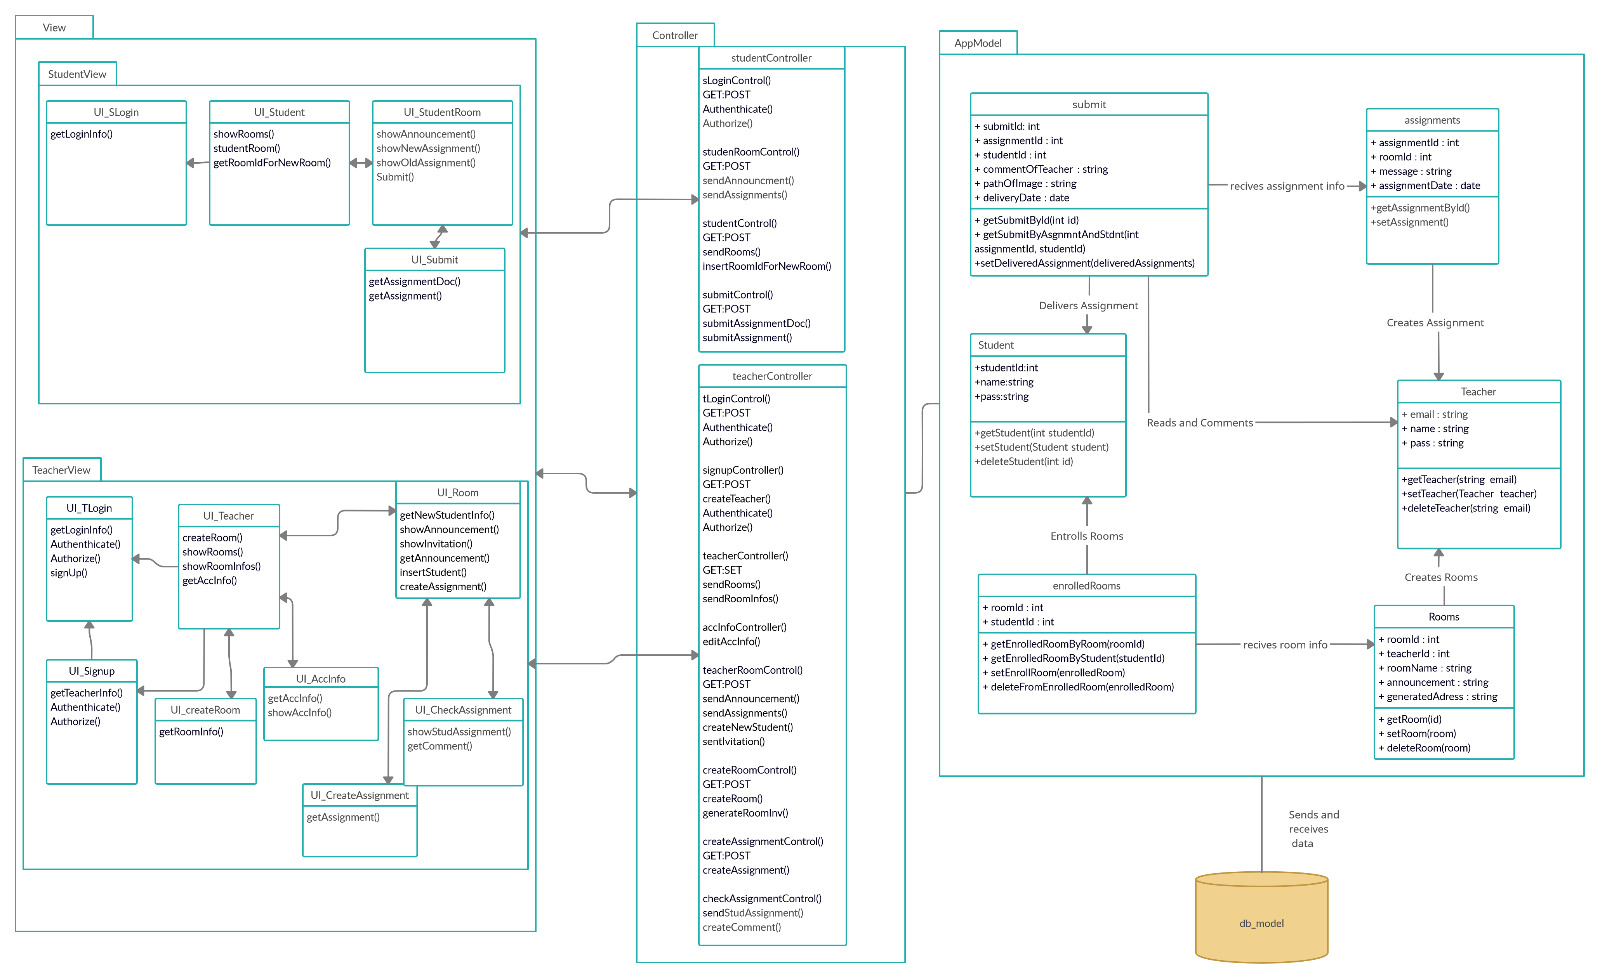 View
StudentView
UI_SLogin
getLoginInfo()
UI_Student
showRooms()
studentRoom()
getRoomIdForNewRoom()
UI_StudentRoom
showAnnouncement()
showNewAssignment()
showOldAssignment()
Submit()
UI_Submit
getAssignmentDoc()
getAssignment()
TeacherView
UI_TLogin
getLoginInfo()
Authenthicate()
Authorize()
signUp()
UI_Teacher
createRoom()
showRooms()
showRoomInfos()
getAccInfo()
UI_Room
getNewStudentInfo()
showAnnouncement()
showInvitation()
getAnnouncement()
insertStudent()
createAssignment()
UI_Signup
getTeacherInfo()
Authenthicate()
Authorize()
UI_createRoom
getRoomInfo()
UI_AccInfo
getAccInfo()
showAccInfo()
UI_CheckAssignment
showStudAssignment()
getComment()
UI_CreateAssignment
getAssignment()
Controller
studentController
sLoginControl()
GET:POST
Authenthicate()
Authorize()
studenRoomControl()
GET:POST
sendAnnouncment()
sendAssignments()
studentControl()
GET:POST
sendRooms()
insertRoomIdForNewRoom()
submitControl()
GET:POST
submitAssignmentDoc()
submitAssignment()
teacherController
tLoginControl()
GET:POST
Authenthicate()
Authorize()
signupController()
GET:POST
createTeacher()
Authenthicate()
Authorize()
teacherController()
GET:SET
sendRooms()
sendRoomInfos()
accInfoController()
editAccInfo()
teacherRoomControl()
GET:POST
sendAnnouncement()
sendAssignments()
createNewStudent()
sentIvitation()
createRoomControl()
GET:POST
createRoom()
generateRoomInv()
createAssignmentControl()
GET:POST
createAssignment()
checkAssignmentControl()
sendStudAssignment()
createComment()
AppModel
submit
+ submitId: int
+ assignmentId : int
+ studentId : int
+ commentOfTeacher : string
+ pathOfImage : string
+ deliveryDate : date
+ getSubmitById(int id)
+ getSubmitByAsgnmntAndStdnt(int
assignmentId, studentId)
+setDeliveredAssignment(deliveredAssignments)
recives assignment info
assignments
+ assignmentId : int
+ roomId : int
+ message : string
+ assignmentDate : date
+getAssignmentById()
+setAssignment()
Delivers Assignment
Creates Assignment
Student
+studentId:int
+name:string
+pass:string
+getStudent(int studentId)
+setStudent(Student student)
+deleteStudent(int id)
Reads and Comments
Teacher
+ email : string
+ name : string
+ pass : string
+getTeacher(string email)
+setTeacher(Teacher teacher)
+deleteTeacher(string email)
Entrolls Rooms
Creates Rooms
enrolledRooms
+ roomId : int
+ studentId : int
+ getEnrolledRoomByRoom(roomId)
+ getEnrolledRoomByStudent(studentId)
+ setEnrollRoom(enrolledRoom)
+ deleteFromEnrolledRoom(enrolledRoom)
recives room info
Rooms
+ roomId : int
+ teacherId : int
+ roomName : string
+ announcement : string
+ generatedAdress : string
+ getRoom(id)
+ setRoom(room)
+ deleteRoom(room)
Sends and
receives
data
db_model